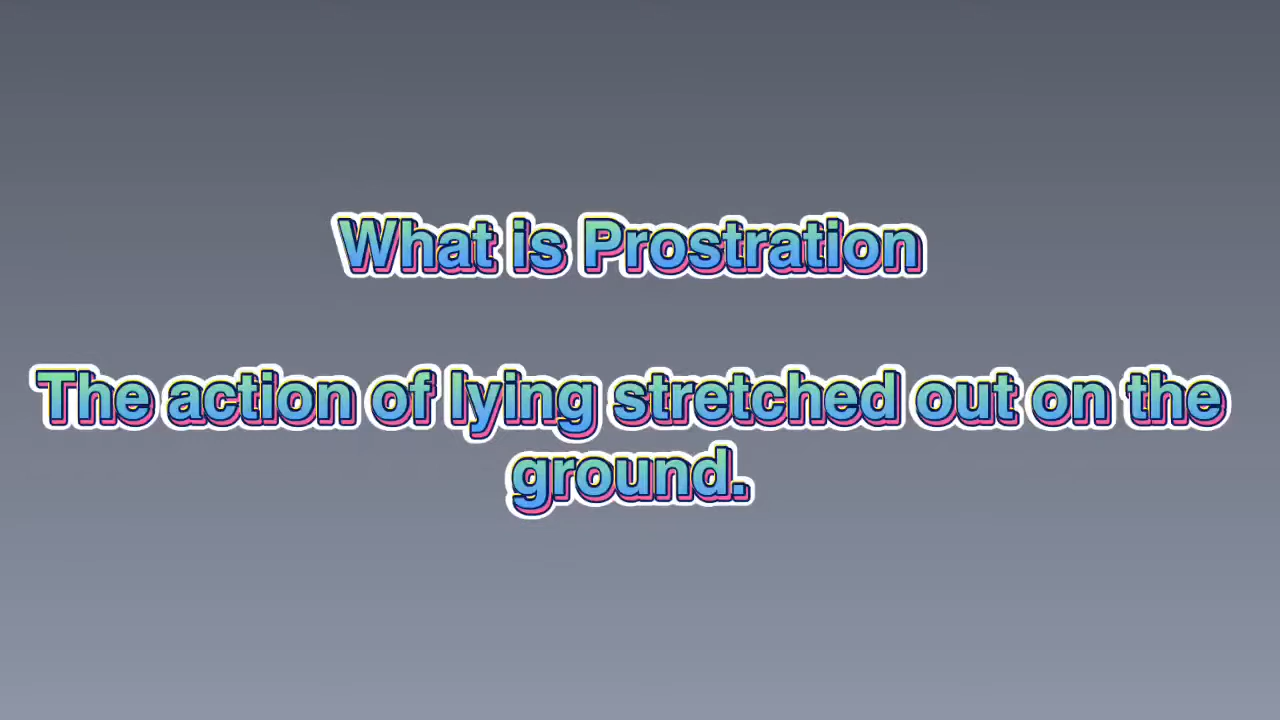 What is Prostration
The action of lying stretched out on the
ground.